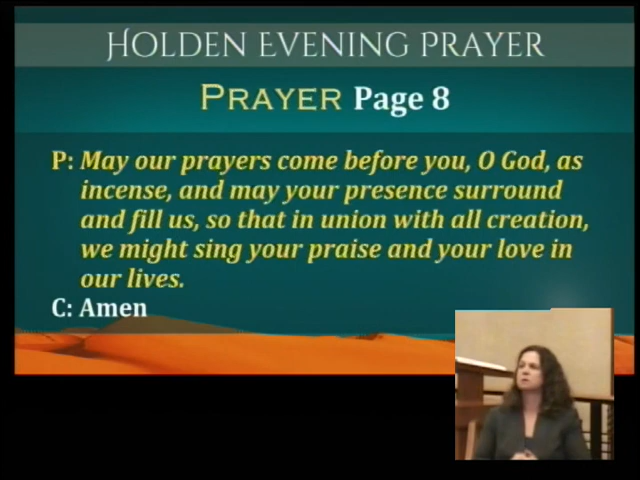 HOLDEN EVENING PRAYER
PRAYER Page 8
P: May our prayers come before you, O God, as
incense, and may your presence surround
and fill us, so that in union with all creation,
we might sing your praise and your love in
our lives.
C: Amen